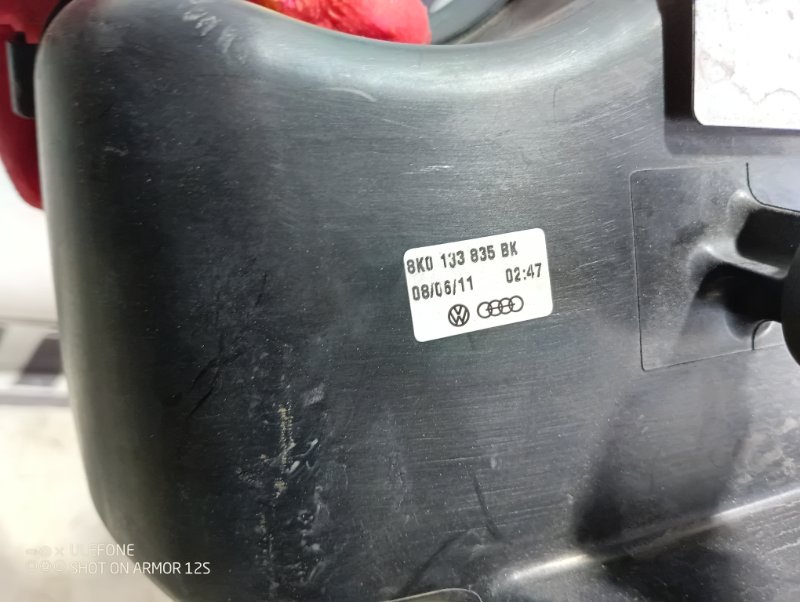 8K0 133 835 BK
08/06/11 02:47
ULEFONE
SHOT ON ARMOR 12S